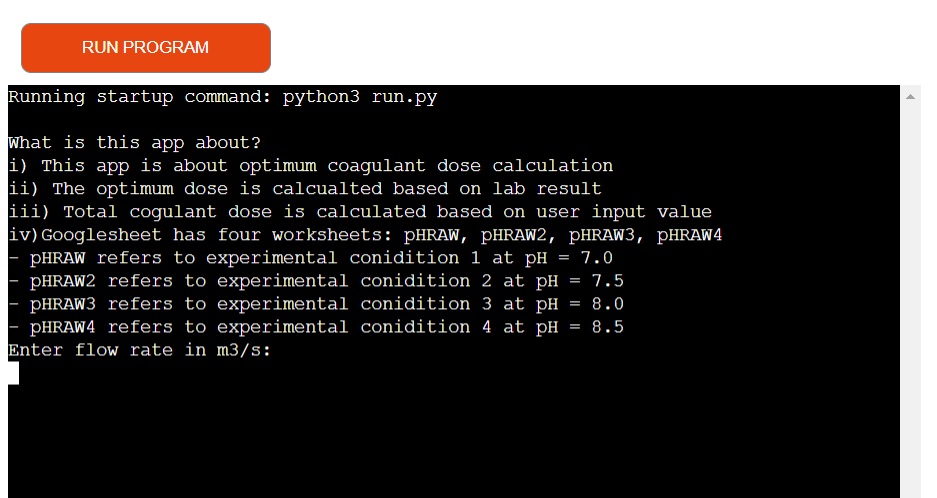 RUN PROGRAM
Running startup command: python3 run.py
What is this app about?
i) This app is about optimum coagulant dose calculation
ii) The optimum dose is calcualted based on lab result
iii) Total cogulant dose is calculated based on user input value
iv)Googlesheet has four worksheets: pHRAW, pHRAW2, pHRAW3, pHRAW4
- pHRAW refers to experimental conidition 1 at pH = 7.0
- pHRAW2 refers to experimental conidition 2 at pH = 7.5
- pHRAW3 refers to experimental conidition 3 at pH = 8.0
- pHRAW4 refers to experimental conidition 4 at pH = 8.5
Enter flow rate in m3/s: